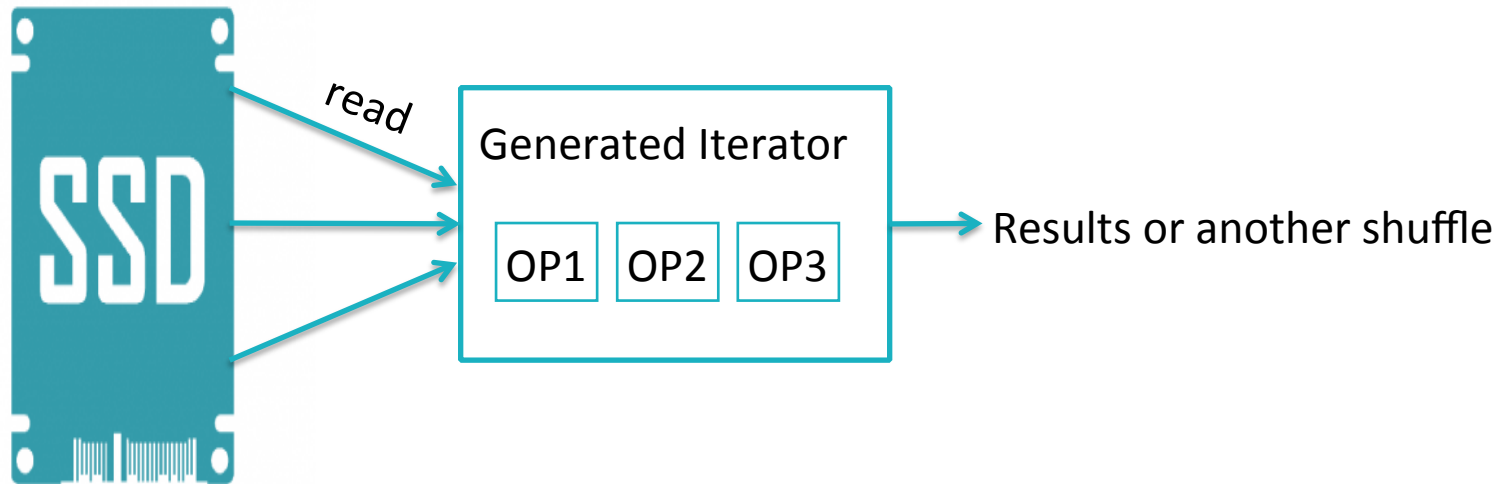 SSD
read
Generated Iterator
OP1 OP2 OP3
Results or another shuffle